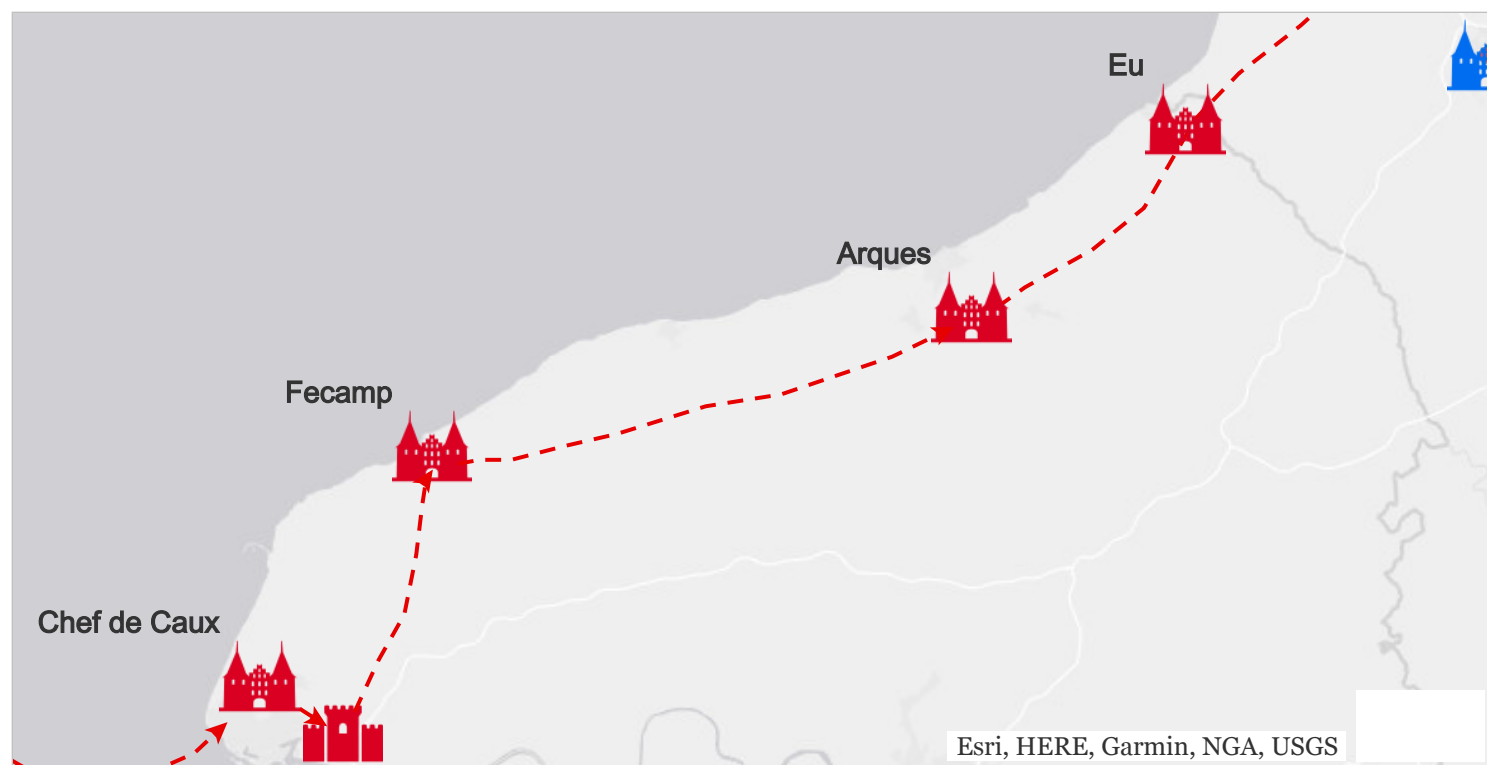 Eu
Arques
Fecamp
Chef de Caux
Esri, HERE, Garmin, NGA, USGS